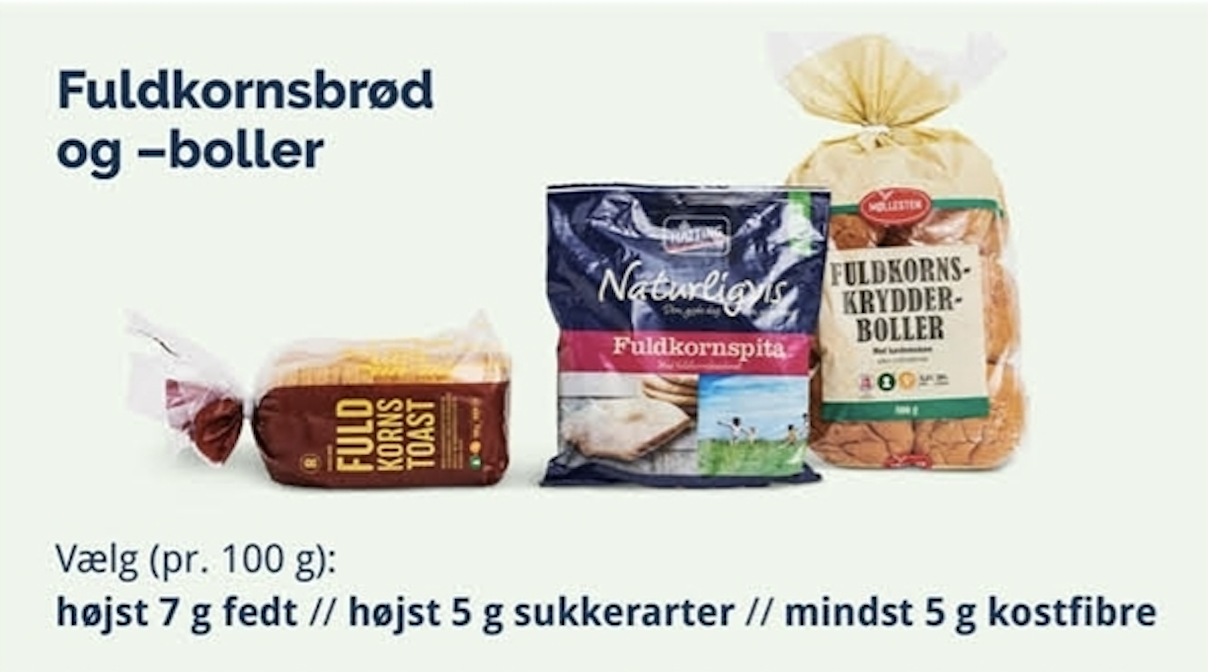 Fuldkornsbrød
og –boller
MØLLESTEN
HATTING
Naturligvis
FULDKORNS-
KRYDDER-
BOLLER
Fuldkornspita
FULD
KORNS
TOAST
Vælg (pr. 100 g):
højst 7 g fedt // højst 5 g sukkerarter // mindst 5 g kostfibre